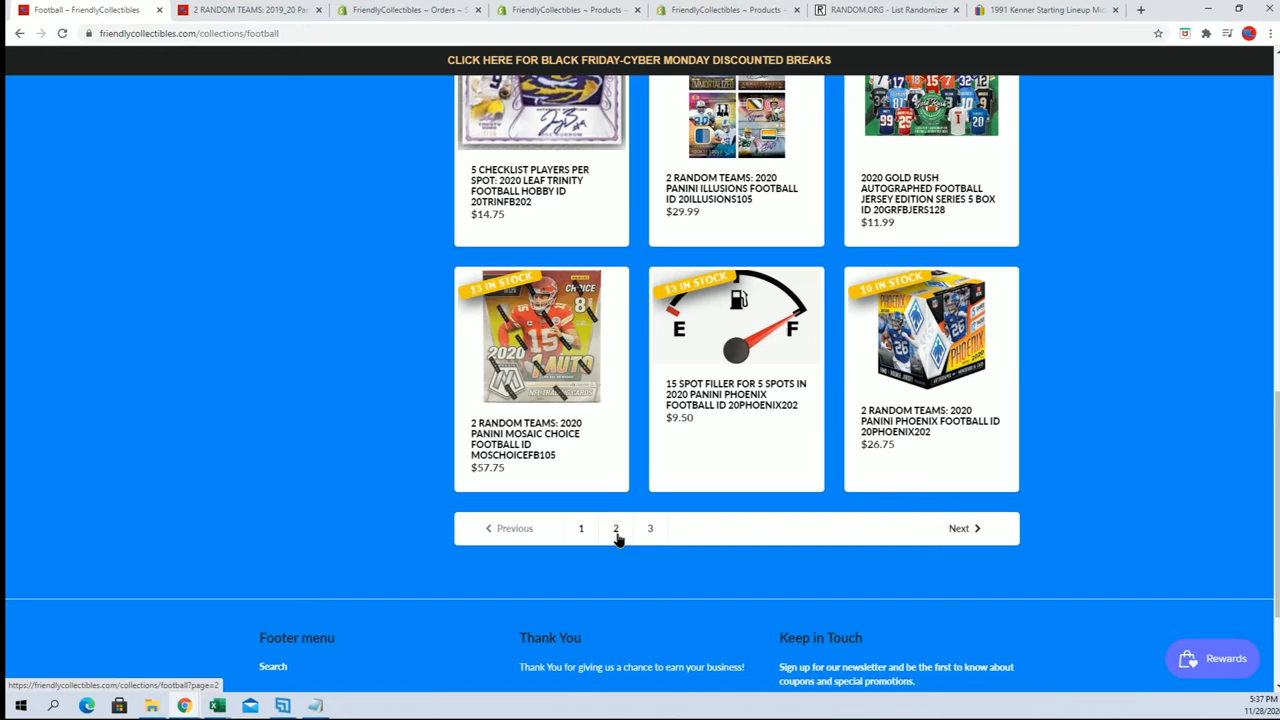 Football – FriendlyCollectibles
2 RANDOM TEAMS: 2019_20 Pa
FriendlyCollectibles ~ Orders ~ S
FriendlyCollectibles ~ Products ~
FriendlyCollectibles ~ Products ~
RANDOM.ORG - List Randomizer
1991 Kenner Starting Lineup Mic
friendlycollectibles.com/collections/football
CLICK HERE FOR BLACK FRIDAY-CYBER MONDAY DISCOUNTED BREAKS
5 CHECKLIST PLAYERS PER
SPOT: 2020 LEAF TRINITY
FOOTBALL HOBBY ID
20TRINFB202
$14.75
IMMORTALIZED
2 RANDOM TEAMS: 2020
PANINI ILLUSIONS FOOTBALL
ID 20ILLUSIONS105
$29.99
2020 GOLD RUSH
AUTOGRAPHED FOOTBALL
JERSEY EDITION SERIES 5 BOX
ID 20GRFBJERS128
$11.99
13 IN STOCK
CHOICE
8
15
2020
1 AUTO
2 RANDOM TEAMS: 2020
PANINI MOSAIC CHOICE
FOOTBALL ID
MOSCHOICEFB105
$57.75
13 IN STOCK
E
F
15 SPOT FILLER FOR 5 SPOTS IN
2020 PANINI PHOENIX
FOOTBALL ID 20PHOENIX202
$9.50
10 IN STOCK
PHOENIX
2 RANDOM TEAMS: 2020
PANINI PHOENIX FOOTBALL ID
20PHOENIX202
$26.75
Previous
1
2
3
Next
Footer menu
Search
Thank You
Thank You for giving us a chance to earn your business!
Keep in Touch
Sign up for our newsletter and be the first to know about
coupons and special promotions.
Rewards
https://friendlycollectibles.com/collections/football?page=2
5:37 PM
11/28/202